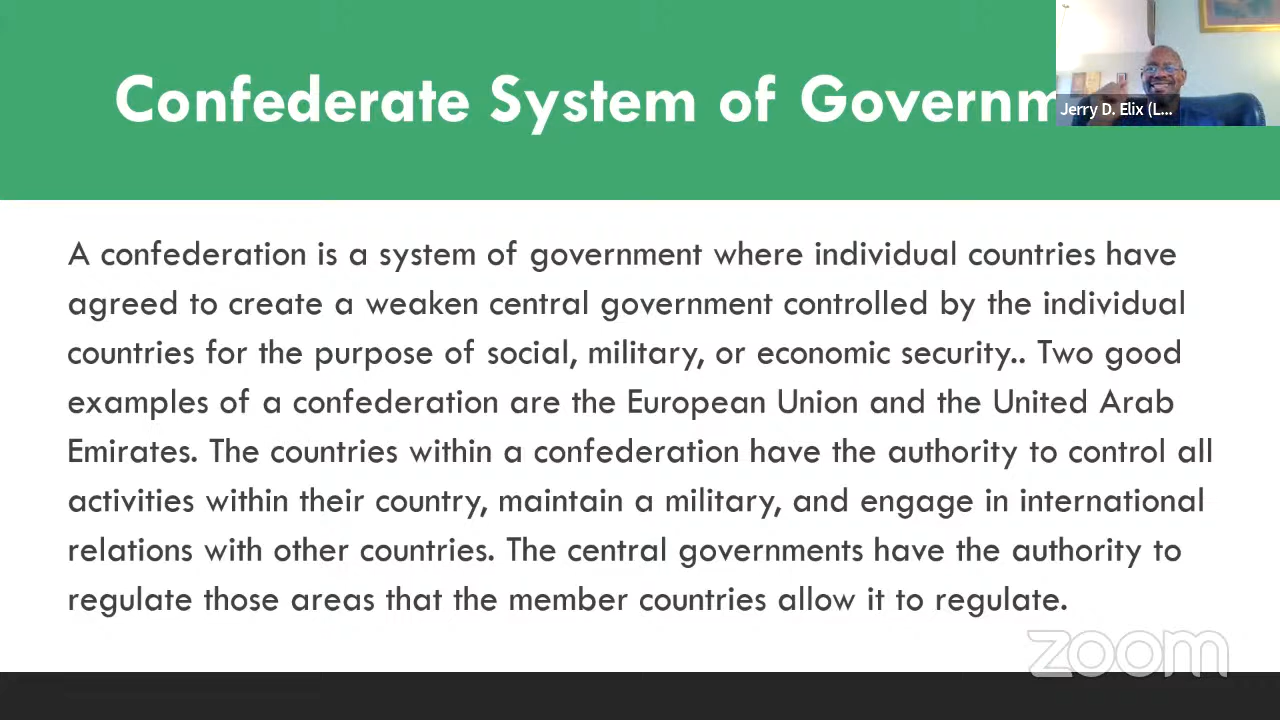 Confederate System of Governm
Jerry D. Elix (L...
A confederation is a system of government where individual countries have
agreed to create a weaken central government controlled by the individual
countries for the purpose of social, military, or economic security.. Two good
examples of a confederation are the European Union and the United Arab
Emirates. The countries within a confederation have the authority to control all
activities within their country, maintain a military, and engage in international
relations with other countries. The central governments have the authority to
regulate those areas that the member countries allow it to regulate.
zoom